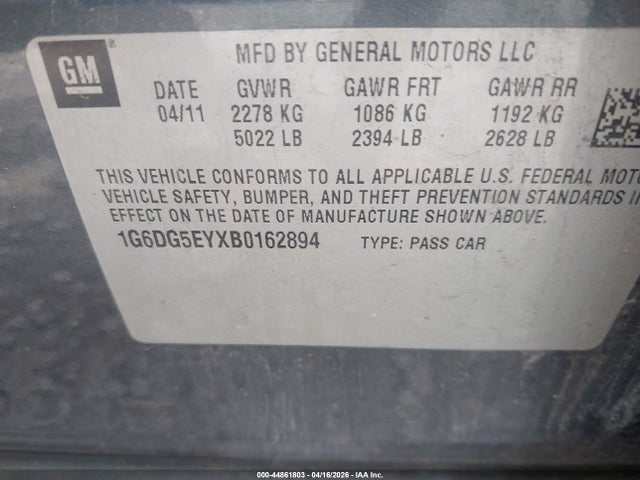 GM ®
MFD BY GENERAL MOTORS LLC
DATE GVWR GAWR FRT GAWR RR
04/11 2278 KG 1086 KG 1192 KG
5022 LB 2394 LB 2628 LB
THIS VEHICLE CONFORMS TO ALL APPLICABLE U.S. FEDERAL MOTO
VEHICLE SAFETY, BUMPER, AND THEFT PREVENTION STANDARDS IN
EFFECT ON THE DATE OF MANUFACTURE SHOWN ABOVE.
1G6DG5EYXB0162894 TYPE: PASS CAR
000-44861803 - 04/16/2026 - IAA Inc.